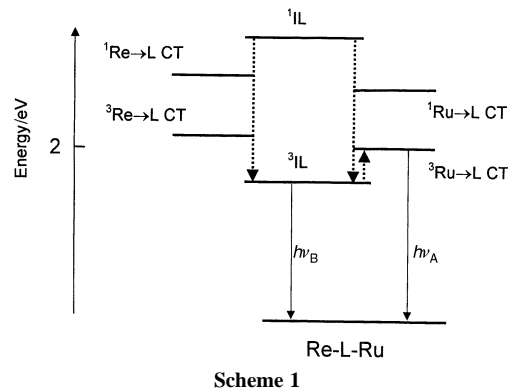 ¹IL
¹Re→L CT
¹Ru→L CT
³Re→L CT
Energy/eV
2
³IL
³Ru→L CT
hν_B
hν_A
Re-L-Ru
Scheme 1